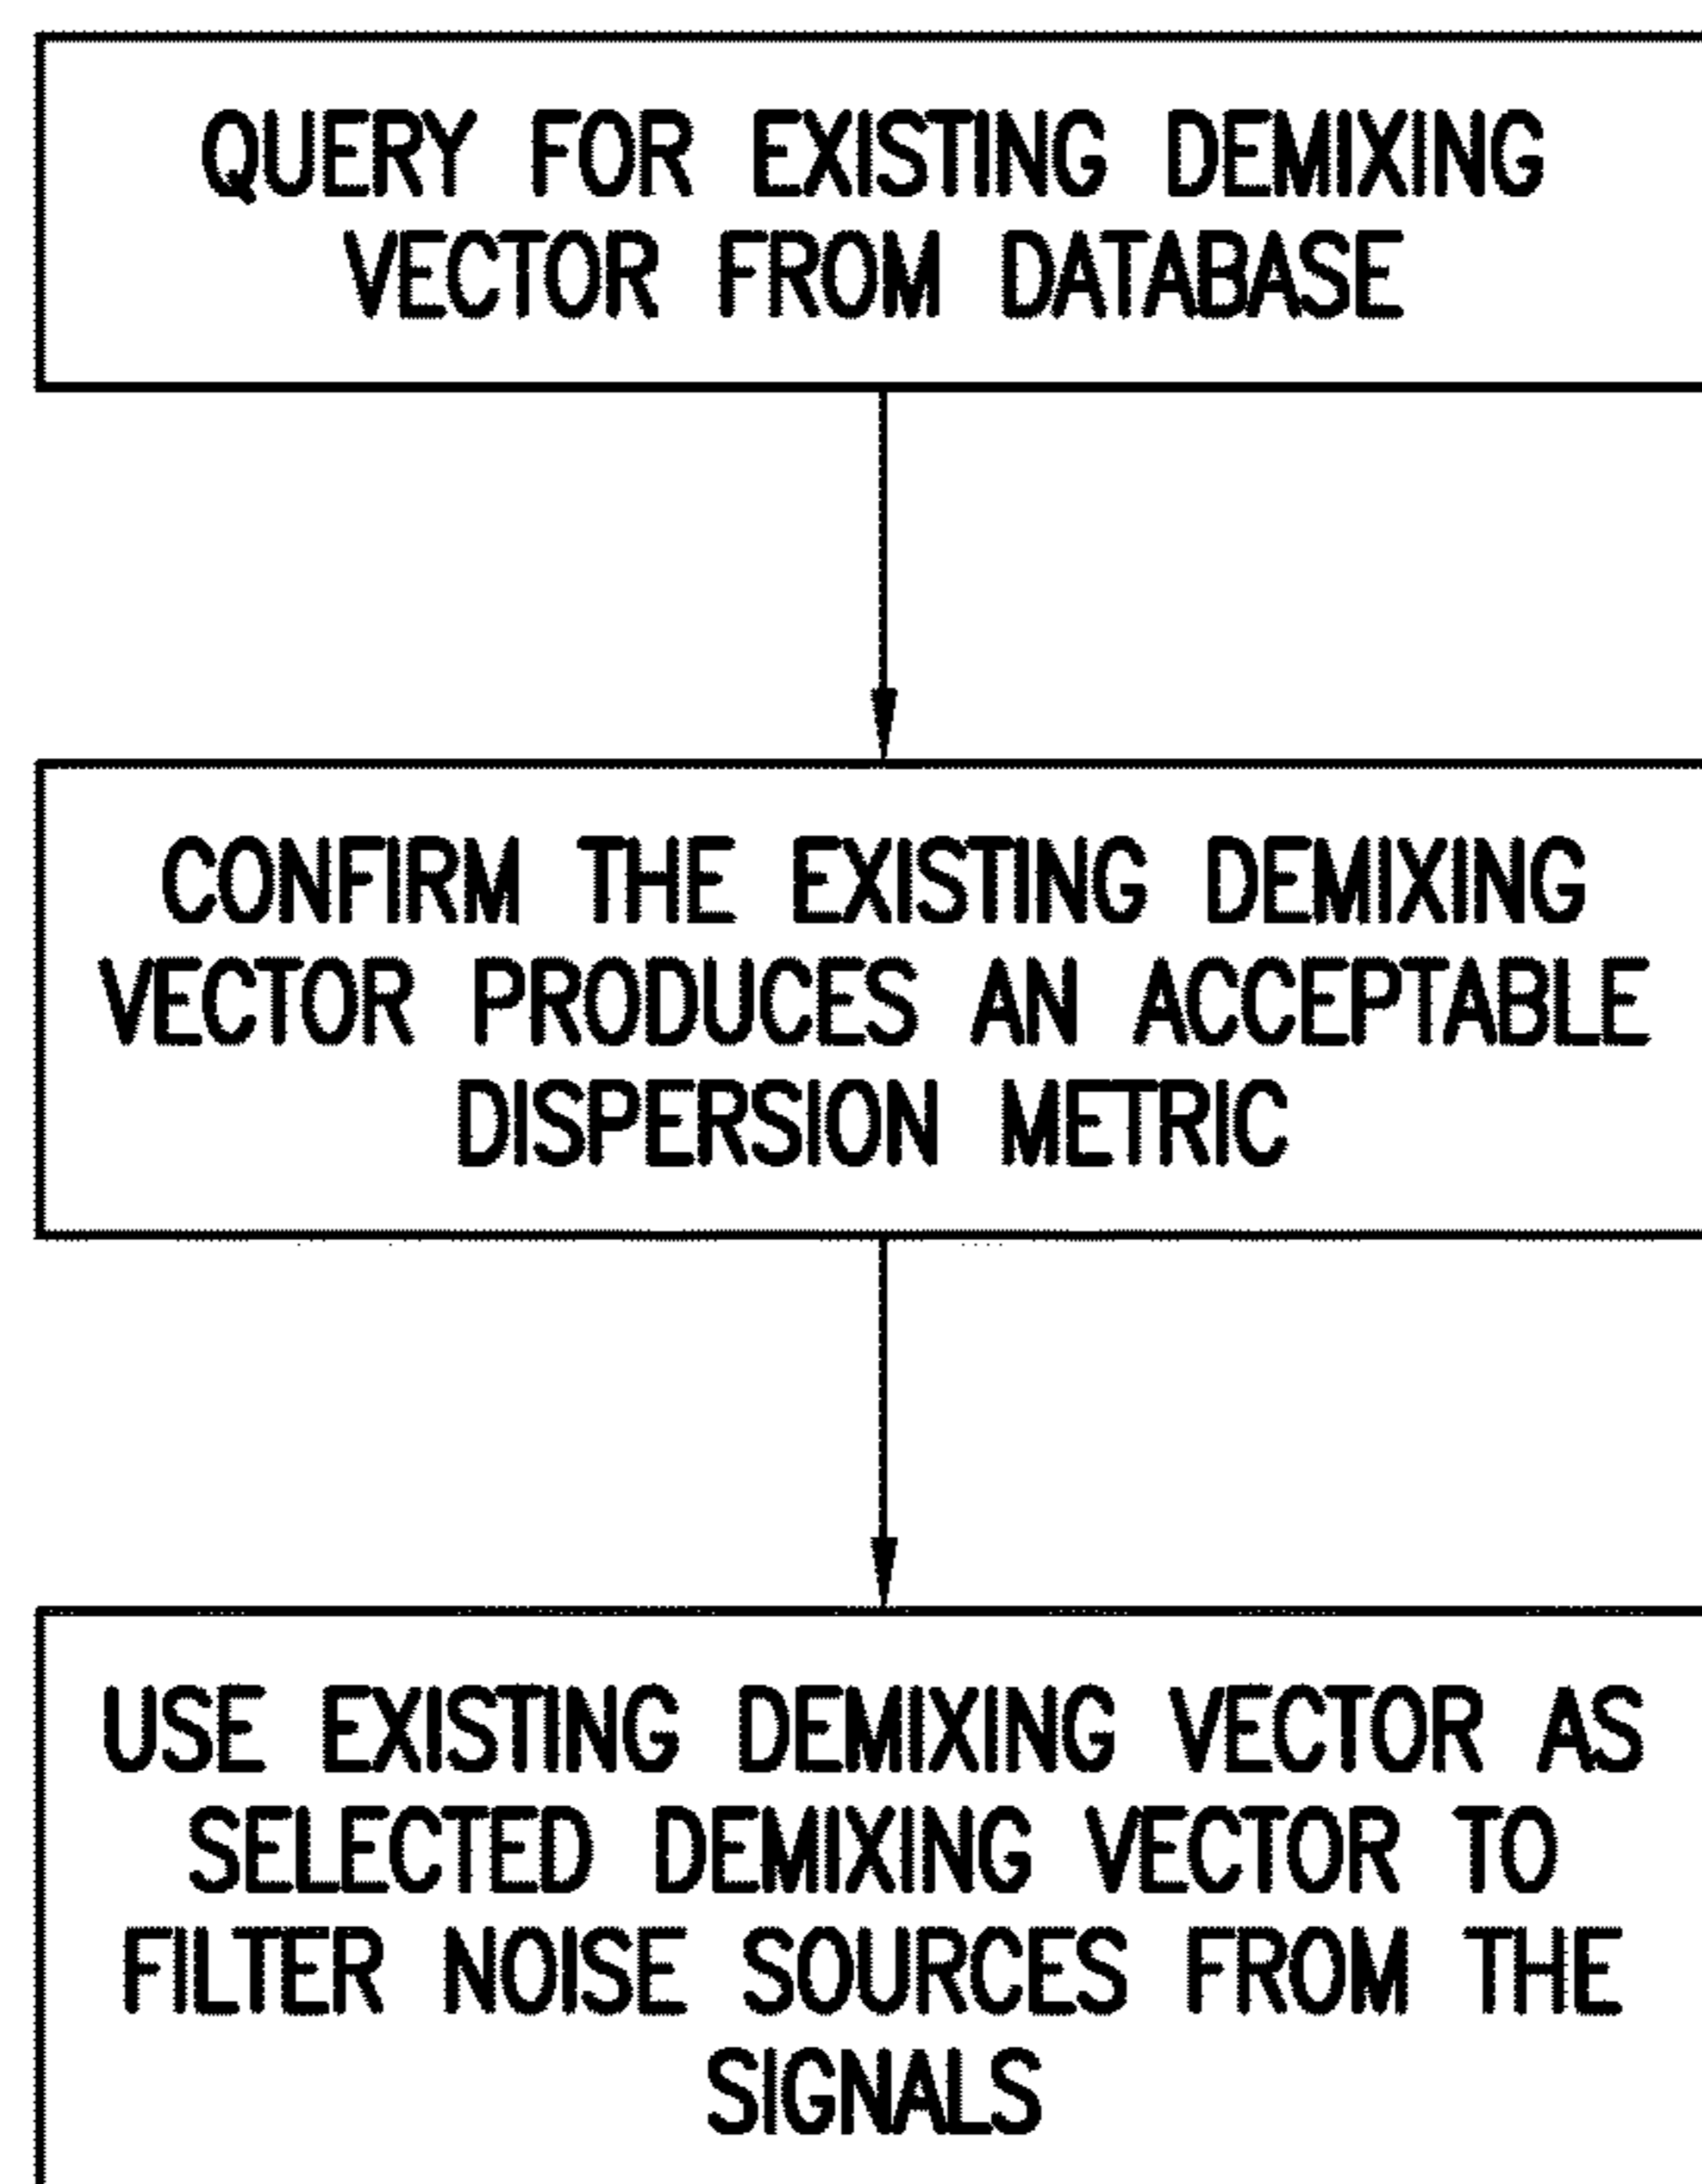 QUERY FOR EXISTING DEMIXING
VECTOR FROM DATABASE
CONFIRM THE EXISTING DEMIXING
VECTOR PRODUCES AN ACCEPTABLE
DISPERSION METRIC
USE EXISTING DEMIXING VECTOR AS
SELECTED DEMIXING VECTOR TO
FILTER NOISE SOURCES FROM THE
SIGNALS